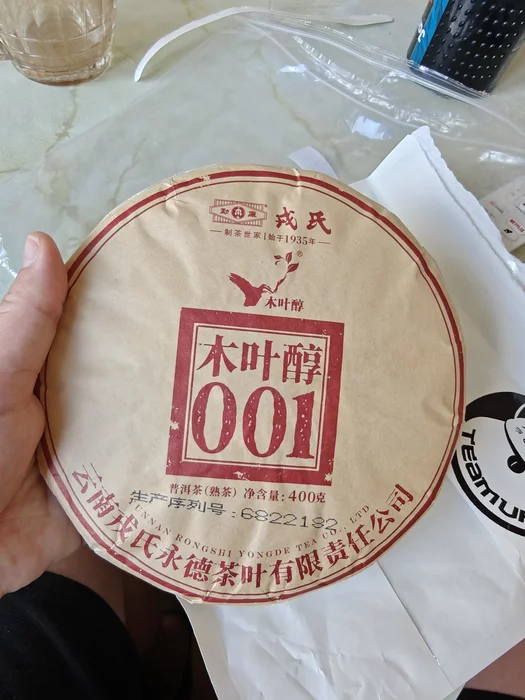 勐库
戎氏
制茶世家 | 始于1935年
®
木叶醇
木叶醇
001
普洱茶(熟茶) 净含量:400克
生产序列号:6822182
YUNNAN RONGSHI YONGDE TEA CO., LTD
云南戎氏永德茶叶有限责任公司
TEAMU